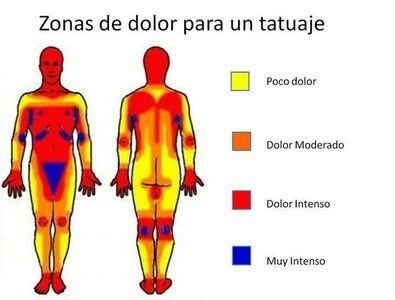 Zonas de dolor para un tatuaje
Poco dolor
Dolor Moderado
Dolor Intenso
Muy Intenso